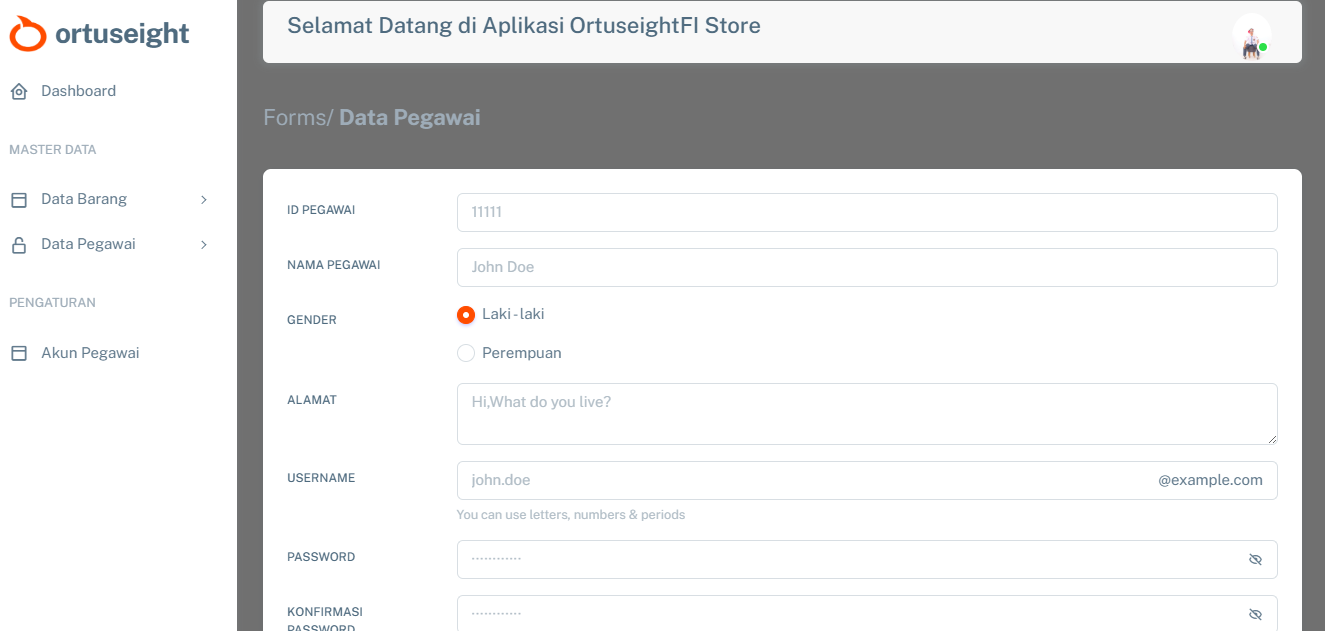 ortuseight
Dashboard
MASTER DATA
Data Barang
Data Pegawai
PENGATURAN
Akun Pegawai
Selamat Datang di Aplikasi OrtuseightFI Store
Forms/ Data Pegawai
ID PEGAWAI
11111
NAMA PEGAWAI
John Doe
GENDER
Laki - laki
Perempuan
ALAMAT
Hi,What do you live?
USERNAME
john.doe
@example.com
You can use letters, numbers & periods
PASSWORD
············
KONFIRMASI
PASSWORD
············